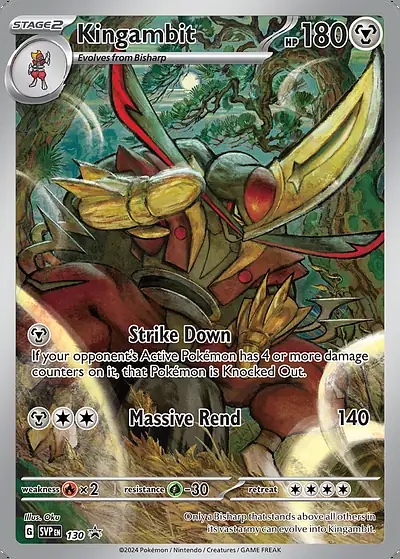 STAGE2
Kingambit
HP 180
Evolves from Bisharp
Strike Down
If your opponent's Active Pokémon has 4 or more damage
counters on it, that Pokémon is Knocked Out.
Massive Rend 140
weakness ×2 resistance -30 retreat
Illus. Oku
G SVP EN 130
Only a Bisharp that stands above all others in
its vast army can evolve into Kingambit.
©2024 Pokémon / Nintendo / Creatures / GAME FREAK